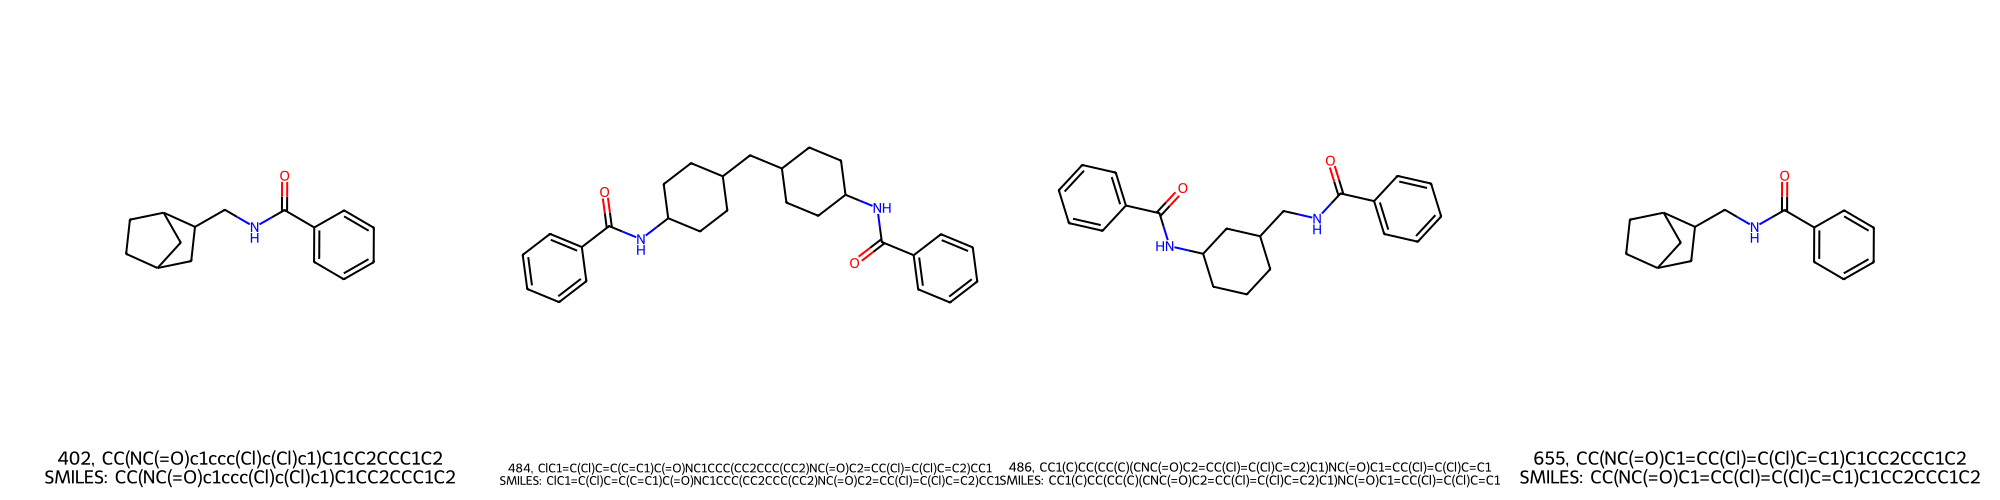 O
N
H
O
N
H
NH
O
O
HN
O
N
H
O
N
H
402, CC(NC(=O)c1ccc(Cl)c(Cl)c1)C1CC2CCC1C2
SMILES: CC(NC(=O)c1ccc(Cl)c(Cl)c1)C1CC2CCC1C2
484, ClC1=C(Cl)C=C(C=C1)C(=O)NC1CCC(CC2CCC(CC2)NC(=O)C2=CC(Cl)=C(Cl)C=C2)CC1
SMILES: ClC1=C(Cl)C=C(C=C1)C(=O)NC1CCC(CC2CCC(CC2)NC(=O)C2=CC(Cl)=C(Cl)C=C2)CC1
486, CC1(C)CC(CC(C)(CNC(=O)C2=CC(Cl)=C(Cl)C=C2)C1)NC(=O)C1=CC(Cl)=C(Cl)C=C1
SMILES: CC1(C)CC(CC(C)(CNC(=O)C2=CC(Cl)=C(Cl)C=C2)C1)NC(=O)C1=CC(Cl)=C(Cl)C=C1
655, CC(NC(=O)C1=CC(Cl)=C(Cl)C=C1)C1CC2CCC1C2
SMILES: CC(NC(=O)C1=CC(Cl)=C(Cl)C=C1)C1CC2CCC1C2